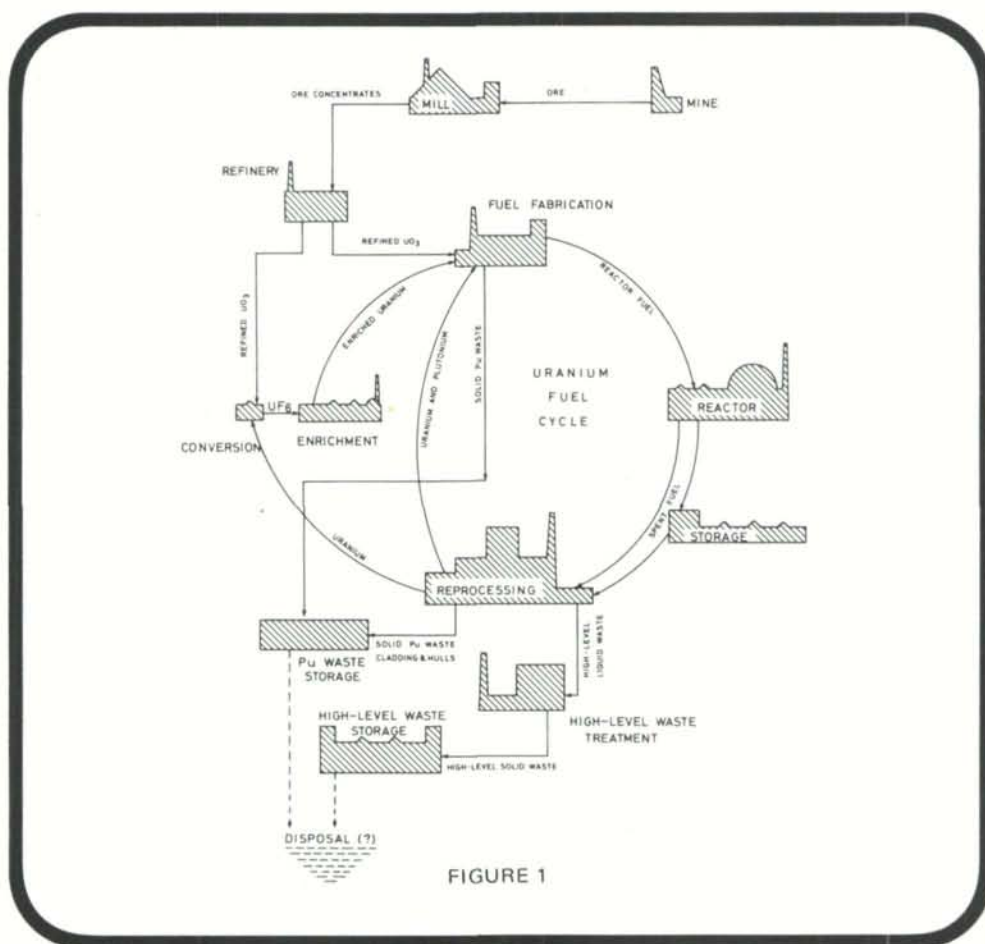 ORE CONCENTRATES
MILL
ORE
MINE
REFINERY
FUEL FABRICATION
REFINED UO₃
REACTOR FUEL
ENRICHED URANIUM
REFINED UO₃
URANIUM AND PLUTONIUM
SOLID PU WASTE
URANIUM
FUEL
CYCLE
REACTOR
UF₆
CONVERSION
ENRICHMENT
SPENT FUEL
STORAGE
URANIUM
REPROCESSING
SOLID PU WASTE
CLADDING & HULLS
HIGH-LEVEL
LIQUID WASTE
PU WASTE
STORAGE
HIGH-LEVEL WASTE
STORAGE
HIGH-LEVEL WASTE
TREATMENT
HIGH-LEVEL SOLID WASTE
DISPOSAL (?)
FIGURE 1